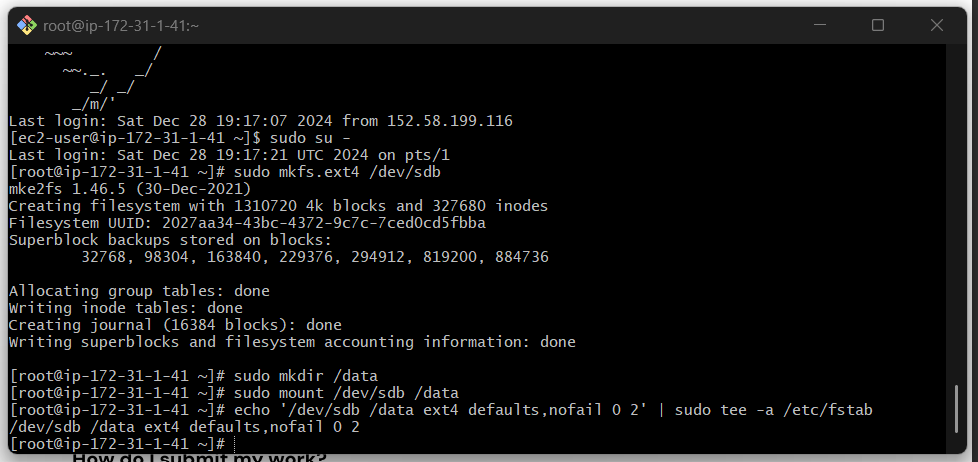 root@ip-172-31-1-41:~
    ~~~         /
      ~~._.   _/
         _/ _/
       _/m/'
Last login: Sat Dec 28 19:17:07 2024 from 152.58.199.116
[ec2-user@ip-172-31-1-41 ~]$ sudo su -
Last login: Sat Dec 28 19:17:21 UTC 2024 on pts/1
[root@ip-172-31-1-41 ~]# sudo mkfs.ext4 /dev/sdb
mke2fs 1.46.5 (30-Dec-2021)
Creating filesystem with 1310720 4k blocks and 327680 inodes
Filesystem UUID: 2027aa34-43bc-4372-9c7c-7ced0cd5fbba
Superblock backups stored on blocks:
        32768, 98304, 163840, 229376, 294912, 819200, 884736

Allocating group tables: done
Writing inode tables: done
Creating journal (16384 blocks): done
Writing superblocks and filesystem accounting information: done

[root@ip-172-31-1-41 ~]# sudo mkdir /data
[root@ip-172-31-1-41 ~]# sudo mount /dev/sdb /data
[root@ip-172-31-1-41 ~]# echo '/dev/sdb /data ext4 defaults,nofail 0 2' | sudo tee -a /etc/fstab
/dev/sdb /data ext4 defaults,nofail 0 2
[root@ip-172-31-1-41 ~]#
How do I submit my work?